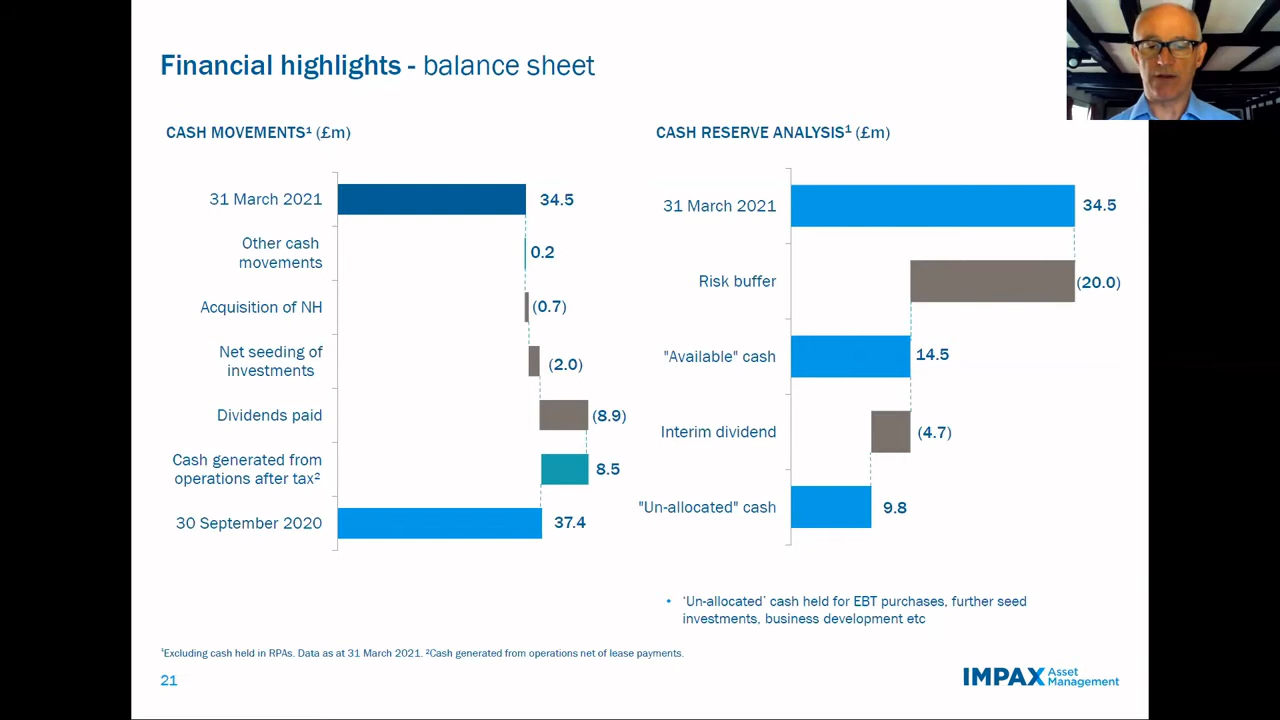 Financial highlights - balance sheet
CASH MOVEMENTS¹ (£m)
31 March 2021
34.5
Other cash
movements
0.2
Acquisition of NH
(0.7)
Net seeding of
investments
(2.0)
Dividends paid
(8.9)
Cash generated from
operations after tax²
8.5
30 September 2020
37.4
CASH RESERVE ANALYSIS¹ (£m)
31 March 2021
34.5
Risk buffer
(20.0)
"Available" cash
14.5
Interim dividend
(4.7)
"Un-allocated" cash
9.8
• 'Un-allocated' cash held for EBT purchases, further seed
investments, business development etc
¹Excluding cash held in RPAs. Data as at 31 March 2021. ²Cash generated from operations net of lease payments.
21
IMPAX Asset
Management